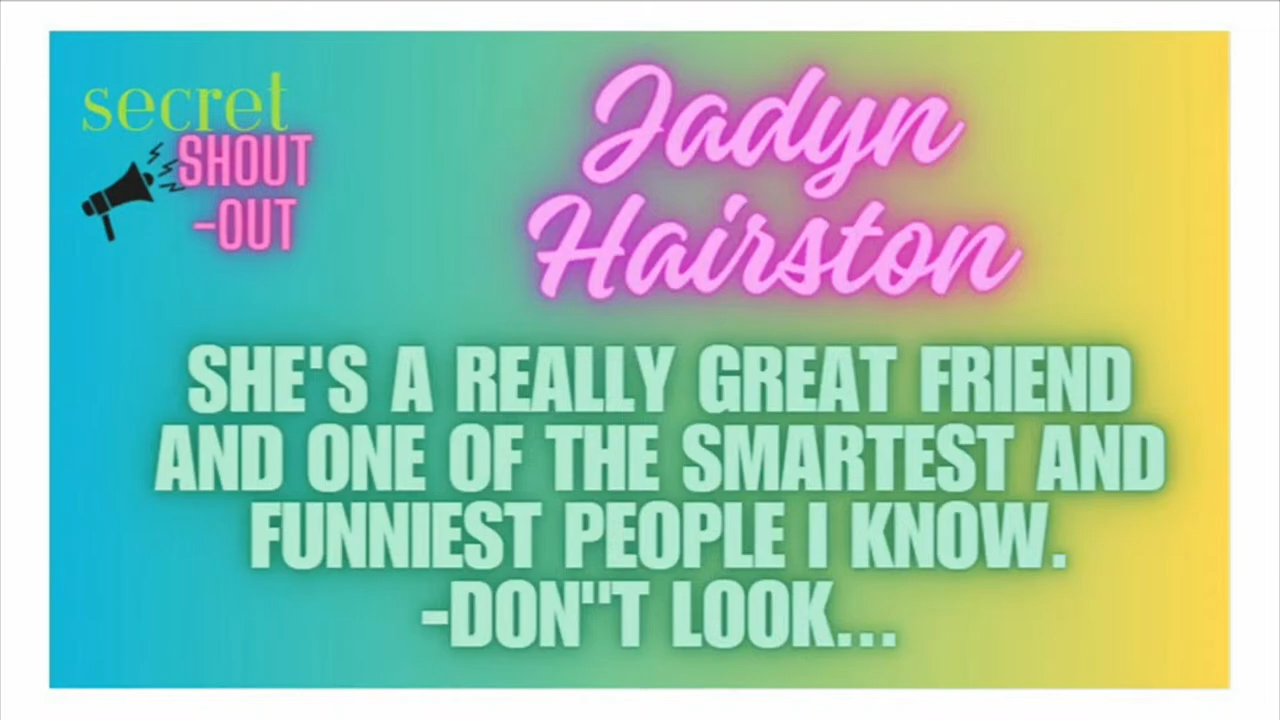 secret
SHOUT
-OUT
Jadyn
Hairston
SHE'S A REALLY GREAT FRIEND
AND ONE OF THE SMARTEST AND
FUNNIEST PEOPLE I KNOW.
-DON"T LOOK...